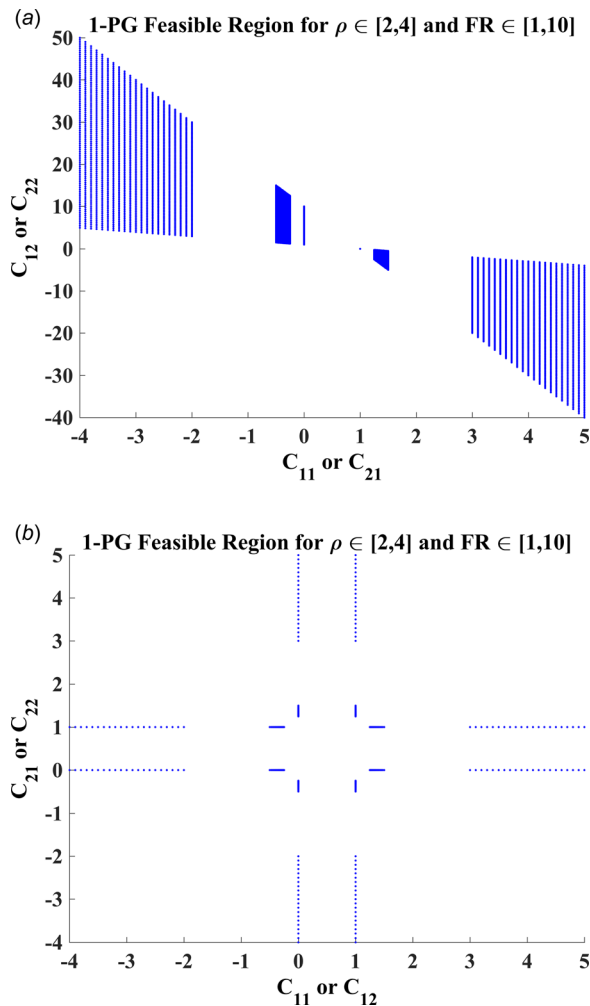 (a)
1-PG Feasible Region for ρ ∈ [2,4] and FR ∈ [1,10]
50
40
30
20
10
0
-10
-20
-30
-40
C12 or C22
-4 -3 -2 -1 0 1 2 3 4 5
C11 or C21
(b)
1-PG Feasible Region for ρ ∈ [2,4] and FR ∈ [1,10]
5
4
3
2
1
0
-1
-2
-3
-4
C21 or C22
-4 -3 -2 -1 0 1 2 3 4 5
C11 or C12